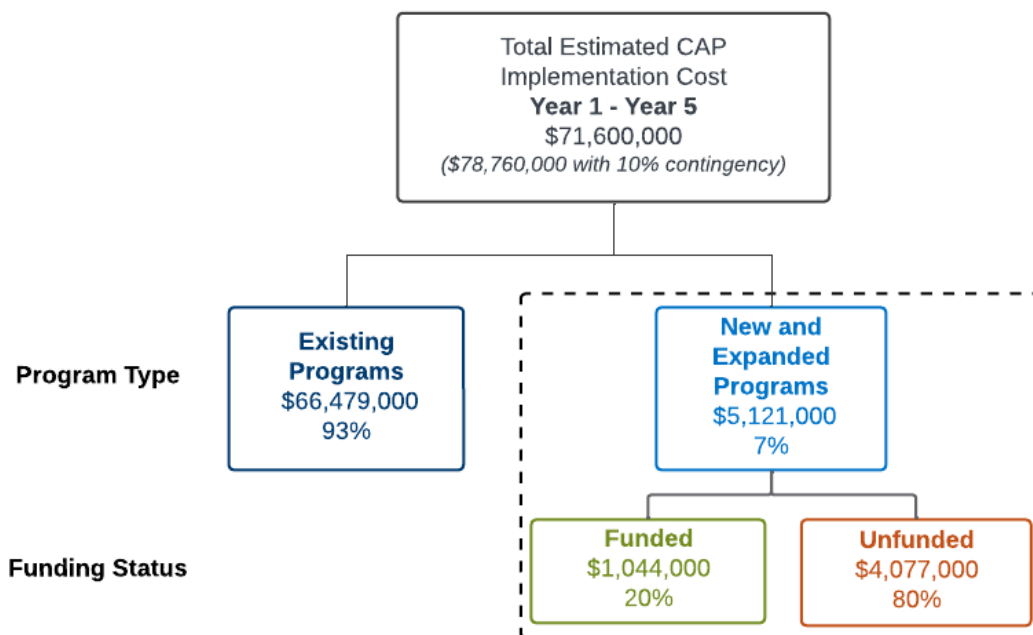 Total Estimated CAP
Implementation Cost
Year 1 - Year 5
$71,600,000
($78,760,000 with 10% contingency)
Program Type
Existing
Programs
$66,479,000
93%
New and
Expanded
Programs
$5,121,000
7%
Funding Status
Funded
$1,044,000
20%
Unfunded
$4,077,000
80%